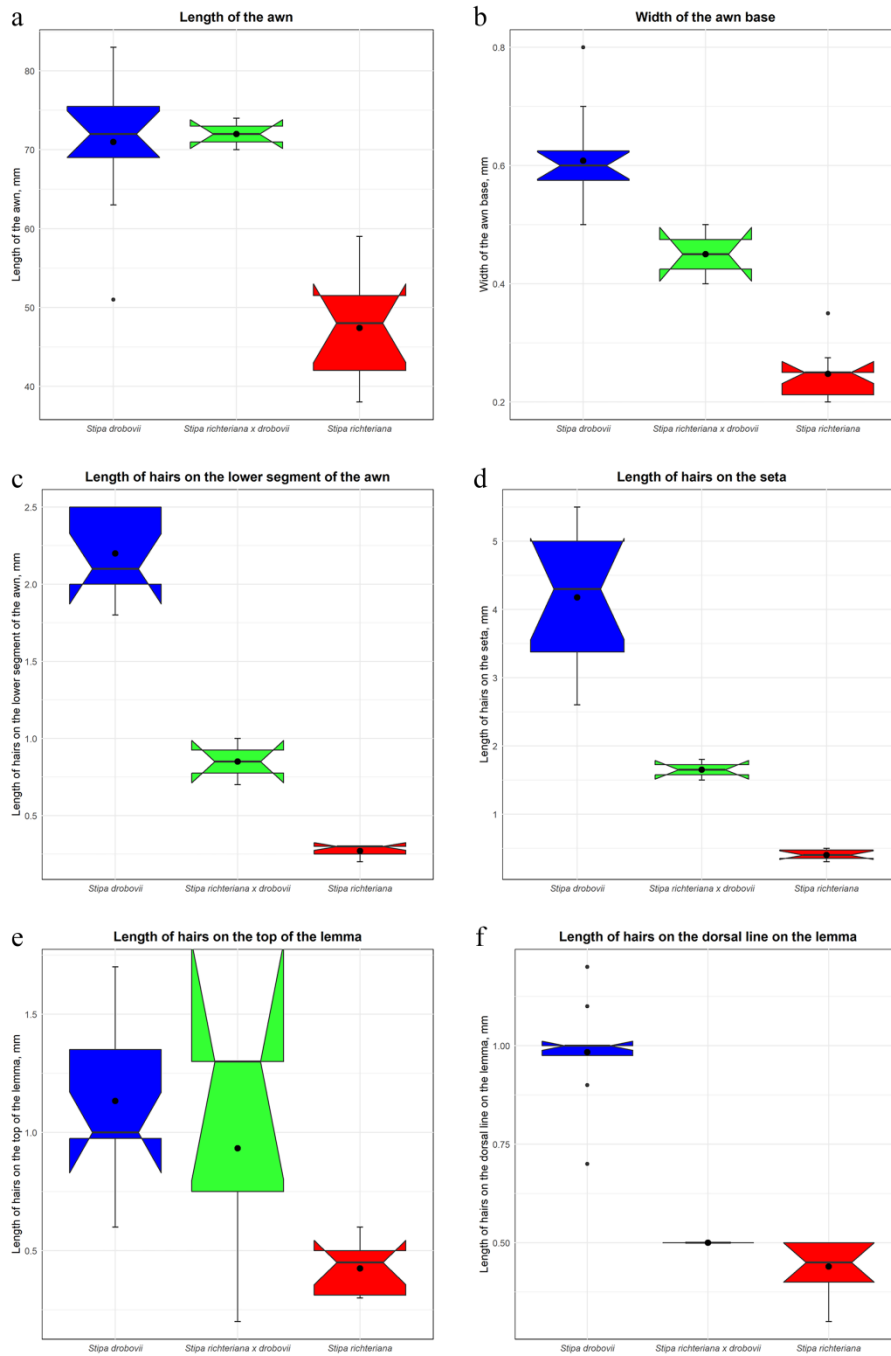 a
Length of the awn
Length of the awn, mm
80
70
60
50
40
Stipa drobovii
Stipa richteriana x drobovii
Stipa richteriana
b
Width of the awn base
Width of the awn base, mm
0.8
0.6
0.4
0.2
Stipa drobovii
Stipa richteriana x drobovii
Stipa richteriana
c
Length of hairs on the lower segment of the awn
Length of hairs on the lower segment of the awn, mm
2.5
2.0
1.5
1.0
0.5
Stipa drobovii
Stipa richteriana x drobovii
Stipa richteriana
d
Length of hairs on the seta
Length of hairs on the seta, mm
5
4
3
2
1
Stipa drobovii
Stipa richteriana x drobovii
Stipa richteriana
e
Length of hairs on the top of the lemma
Length of hairs on the top of the lemma, mm
1.5
1.0
0.5
Stipa drobovii
Stipa richteriana x drobovii
Stipa richteriana
f
Length of hairs on the dorsal line on the lemma
Length of hairs on the dorsal line on the lemma, mm
1.00
0.75
0.50
Stipa drobovii
Stipa richteriana x drobovii
Stipa richteriana